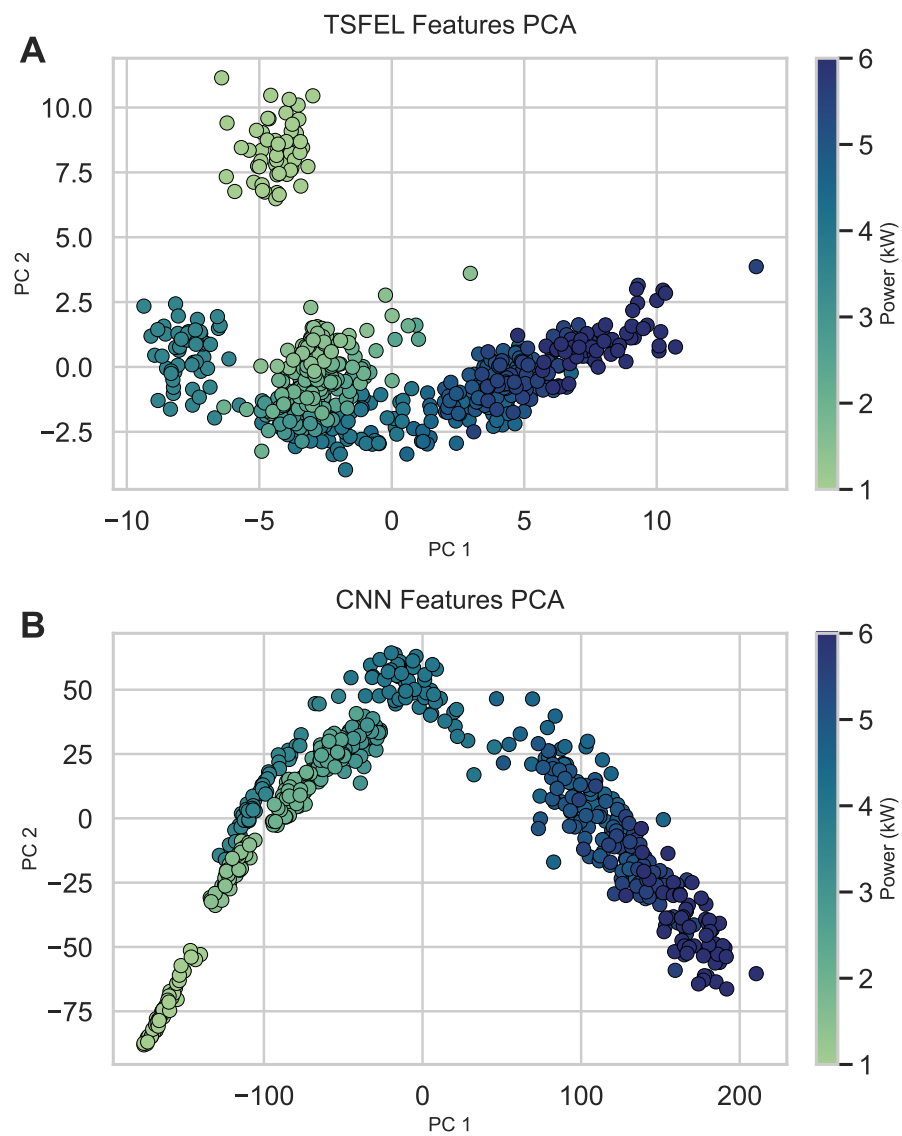 TSFEL Features PCA
A
10.0
7.5
5.0
2.5
0.0
−2.5
PC 2
−10 −5 0 5 10
PC 1
6
5
4
3
2
1
Power (kW)
CNN Features PCA
B
50
25
0
−25
−50
−75
PC 2
−100 0 100 200
PC 1
6
5
4
3
2
1
Power (kW)